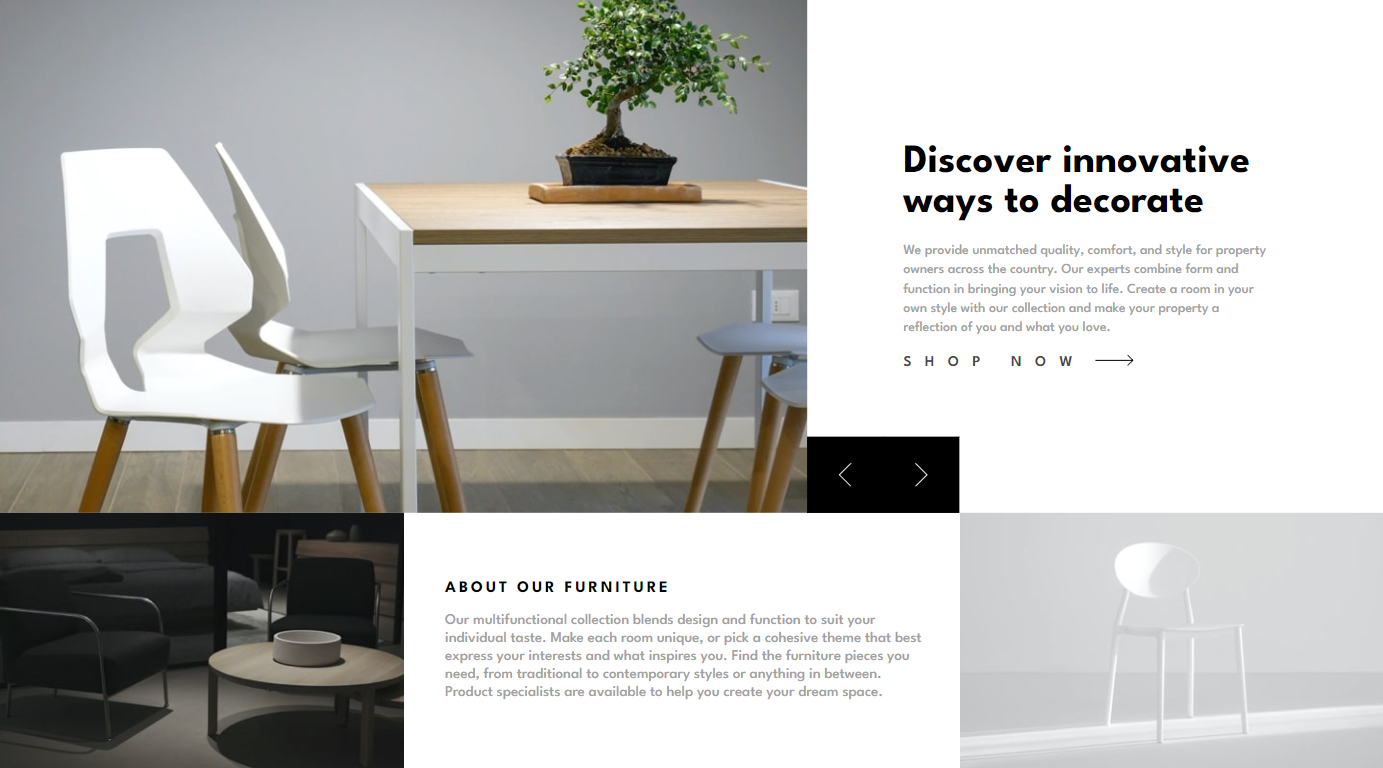 Discover innovative
ways to decorate
We provide unmatched quality, comfort, and style for property
owners across the country. Our experts combine form and
function in bringing your vision to life. Create a room in your
own style with our collection and make your property a
reflection of you and what you love.
SHOP NOW
ABOUT OUR FURNITURE
Our multifunctional collection blends design and function to suit your
individual taste. Make each room unique, or pick a cohesive theme that best
express your interests and what inspires you. Find the furniture pieces you
need, from traditional to contemporary styles or anything in between.
Product specialists are available to help you create your dream space.